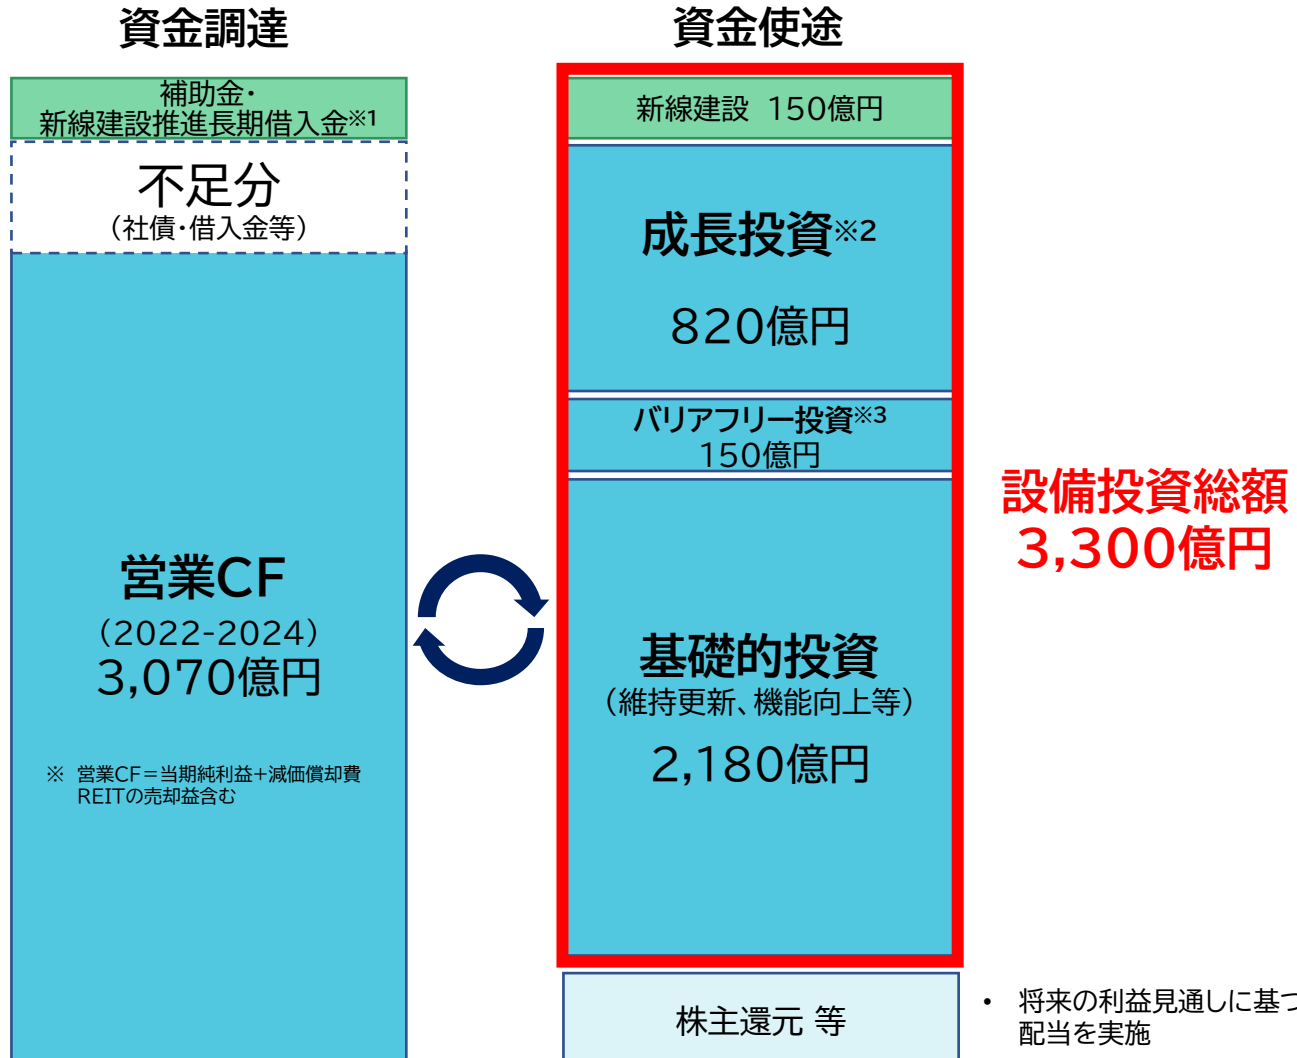 資金調達
補助金・
新線建設推進長期借入金※1
不足分
（社債・借入金等）
営業CF
（2022-2024）
3,070億円
※ 営業CF＝当期純利益+減価償却費
REITの売却益含む
資金使途
新線建設 150億円
成長投資※2
820億円
バリアフリー投資※3
150億円
基礎的投資
（維持更新、機能向上等）
2,180億円
株主還元 等
設備投資総額
3,300億円
• 将来の利益見通しに基づ
配当を実施